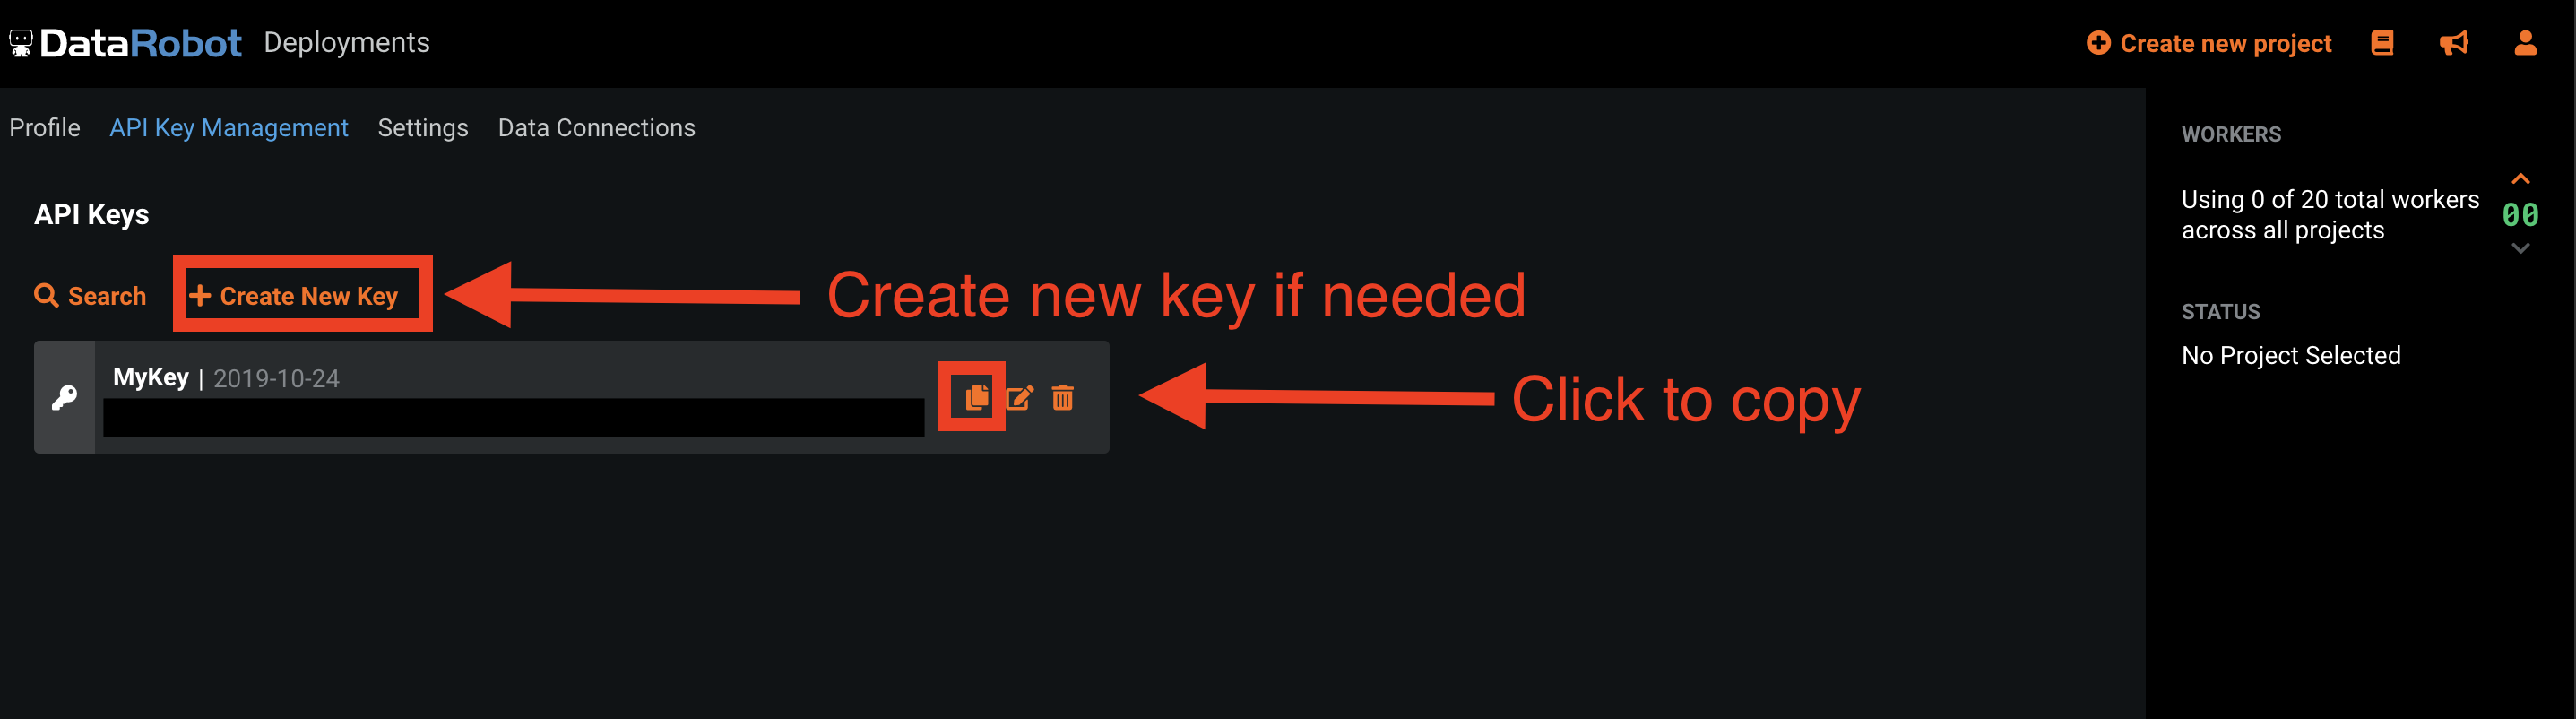 DataRobot Deployments
Create new project
Profile API Key Management Settings Data Connections
API Keys
Search Create New Key
Create new key if needed
MyKey | 2019-10-24
Click to copy
WORKERS
Using 0 of 20 total workers
across all projects
00
STATUS
No Project Selected